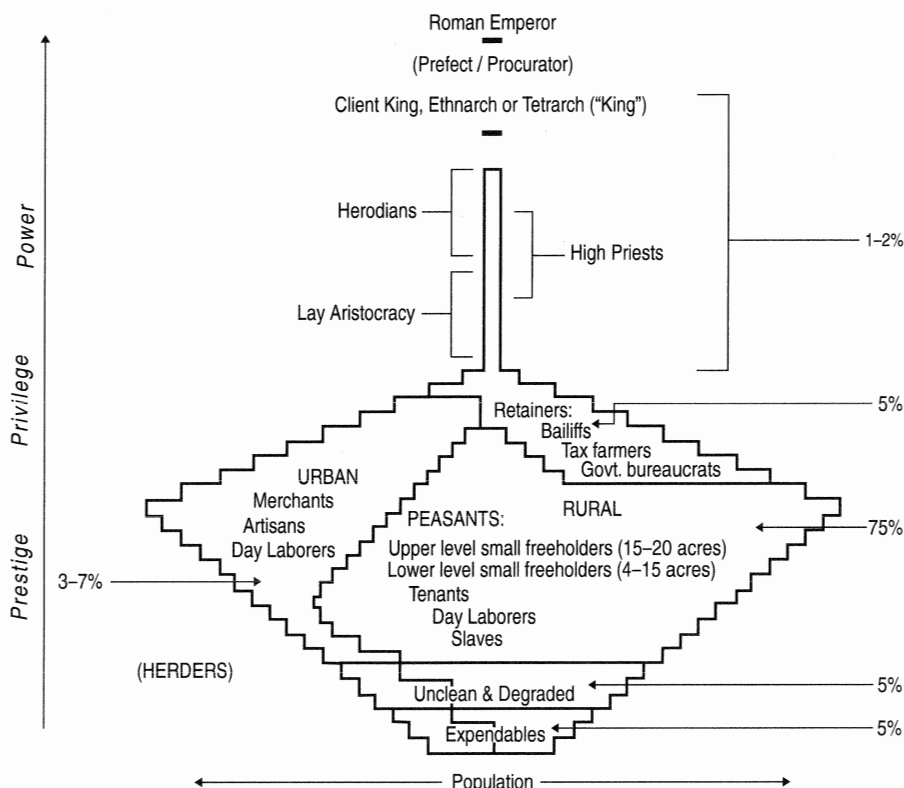 Roman Emperor
(Prefect / Procurator)
Client King, Ethnarch or Tetrarch (“King”)
Power
Herodians
High Priests
1–2%
Lay Aristocracy
Privilege
Retainers:
5%
Bailiffs
Tax farmers
Govt. bureaucrats
URBAN
Merchants
Artisans
Day Laborers
RURAL
PEASANTS:
75%
Upper level small freeholders (15–20 acres)
Lower level small freeholders (4–15 acres)
Tenants
Day Laborers
Slaves
Prestige
3–7%
(HERDERS)
Unclean & Degraded
5%
Expendables
5%
Population